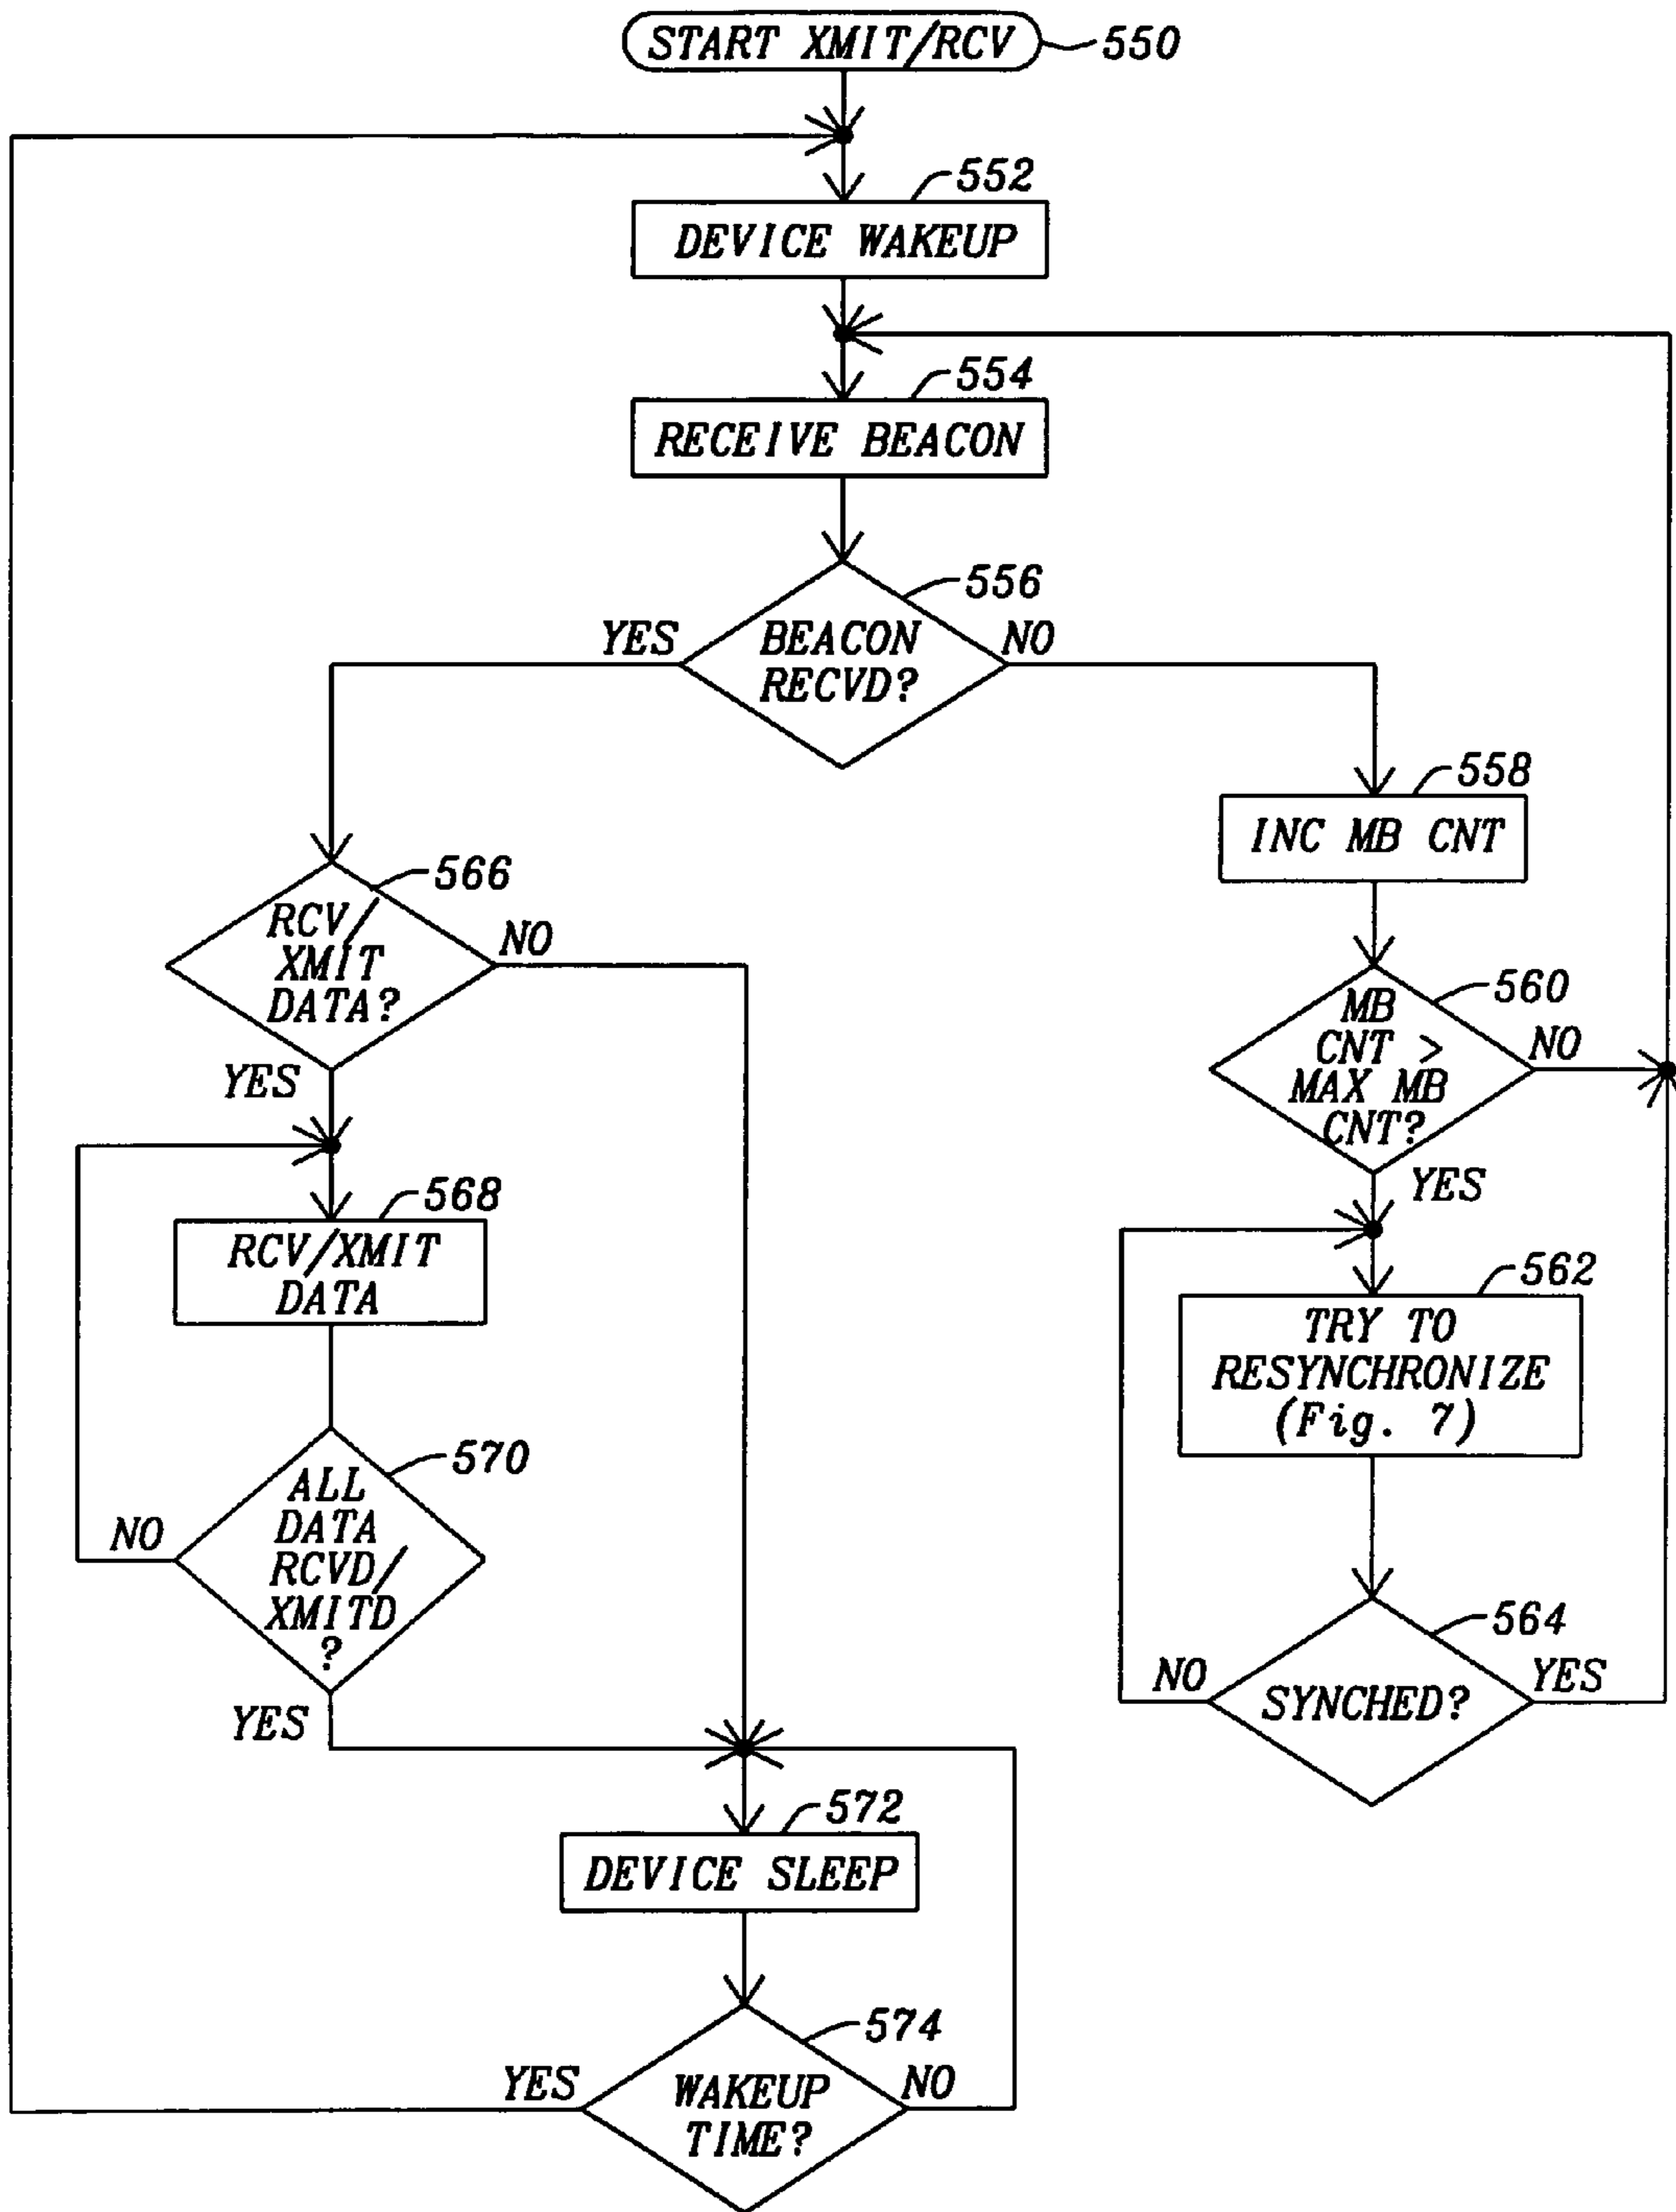 START XMIT/RCV
550
552
DEVICE WAKEUP
554
RECEIVE BEACON
556
YES
BEACON
RECVD?
NO
558
INC MB CNT
566
RCV/
XMIT
DATA?
NO
YES
560
MB
CNT >
MAX MB
CNT?
NO
YES
568
RCV/XMIT
DATA
562
TRY TO
RESYNCHRONIZE
(Fig. 7)
570
ALL
DATA
RCVD/
XMITD
?
NO
YES
564
NO
SYNCHED?
YES
572
DEVICE SLEEP
574
YES
WAKEUP
TIME?
NO